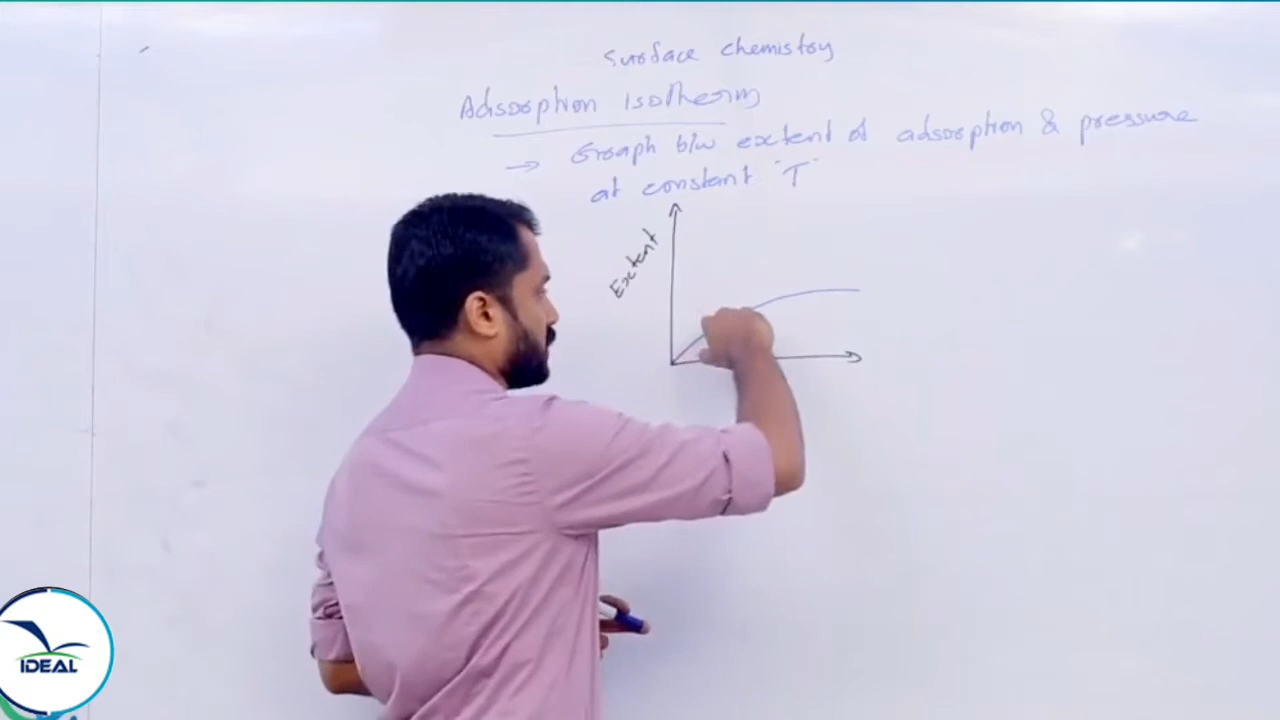 Surface chemistry
Adsorption isotherm
→ Graph b/w extent of adsorption & pressure
at constant "T"
Extent
IDEAL